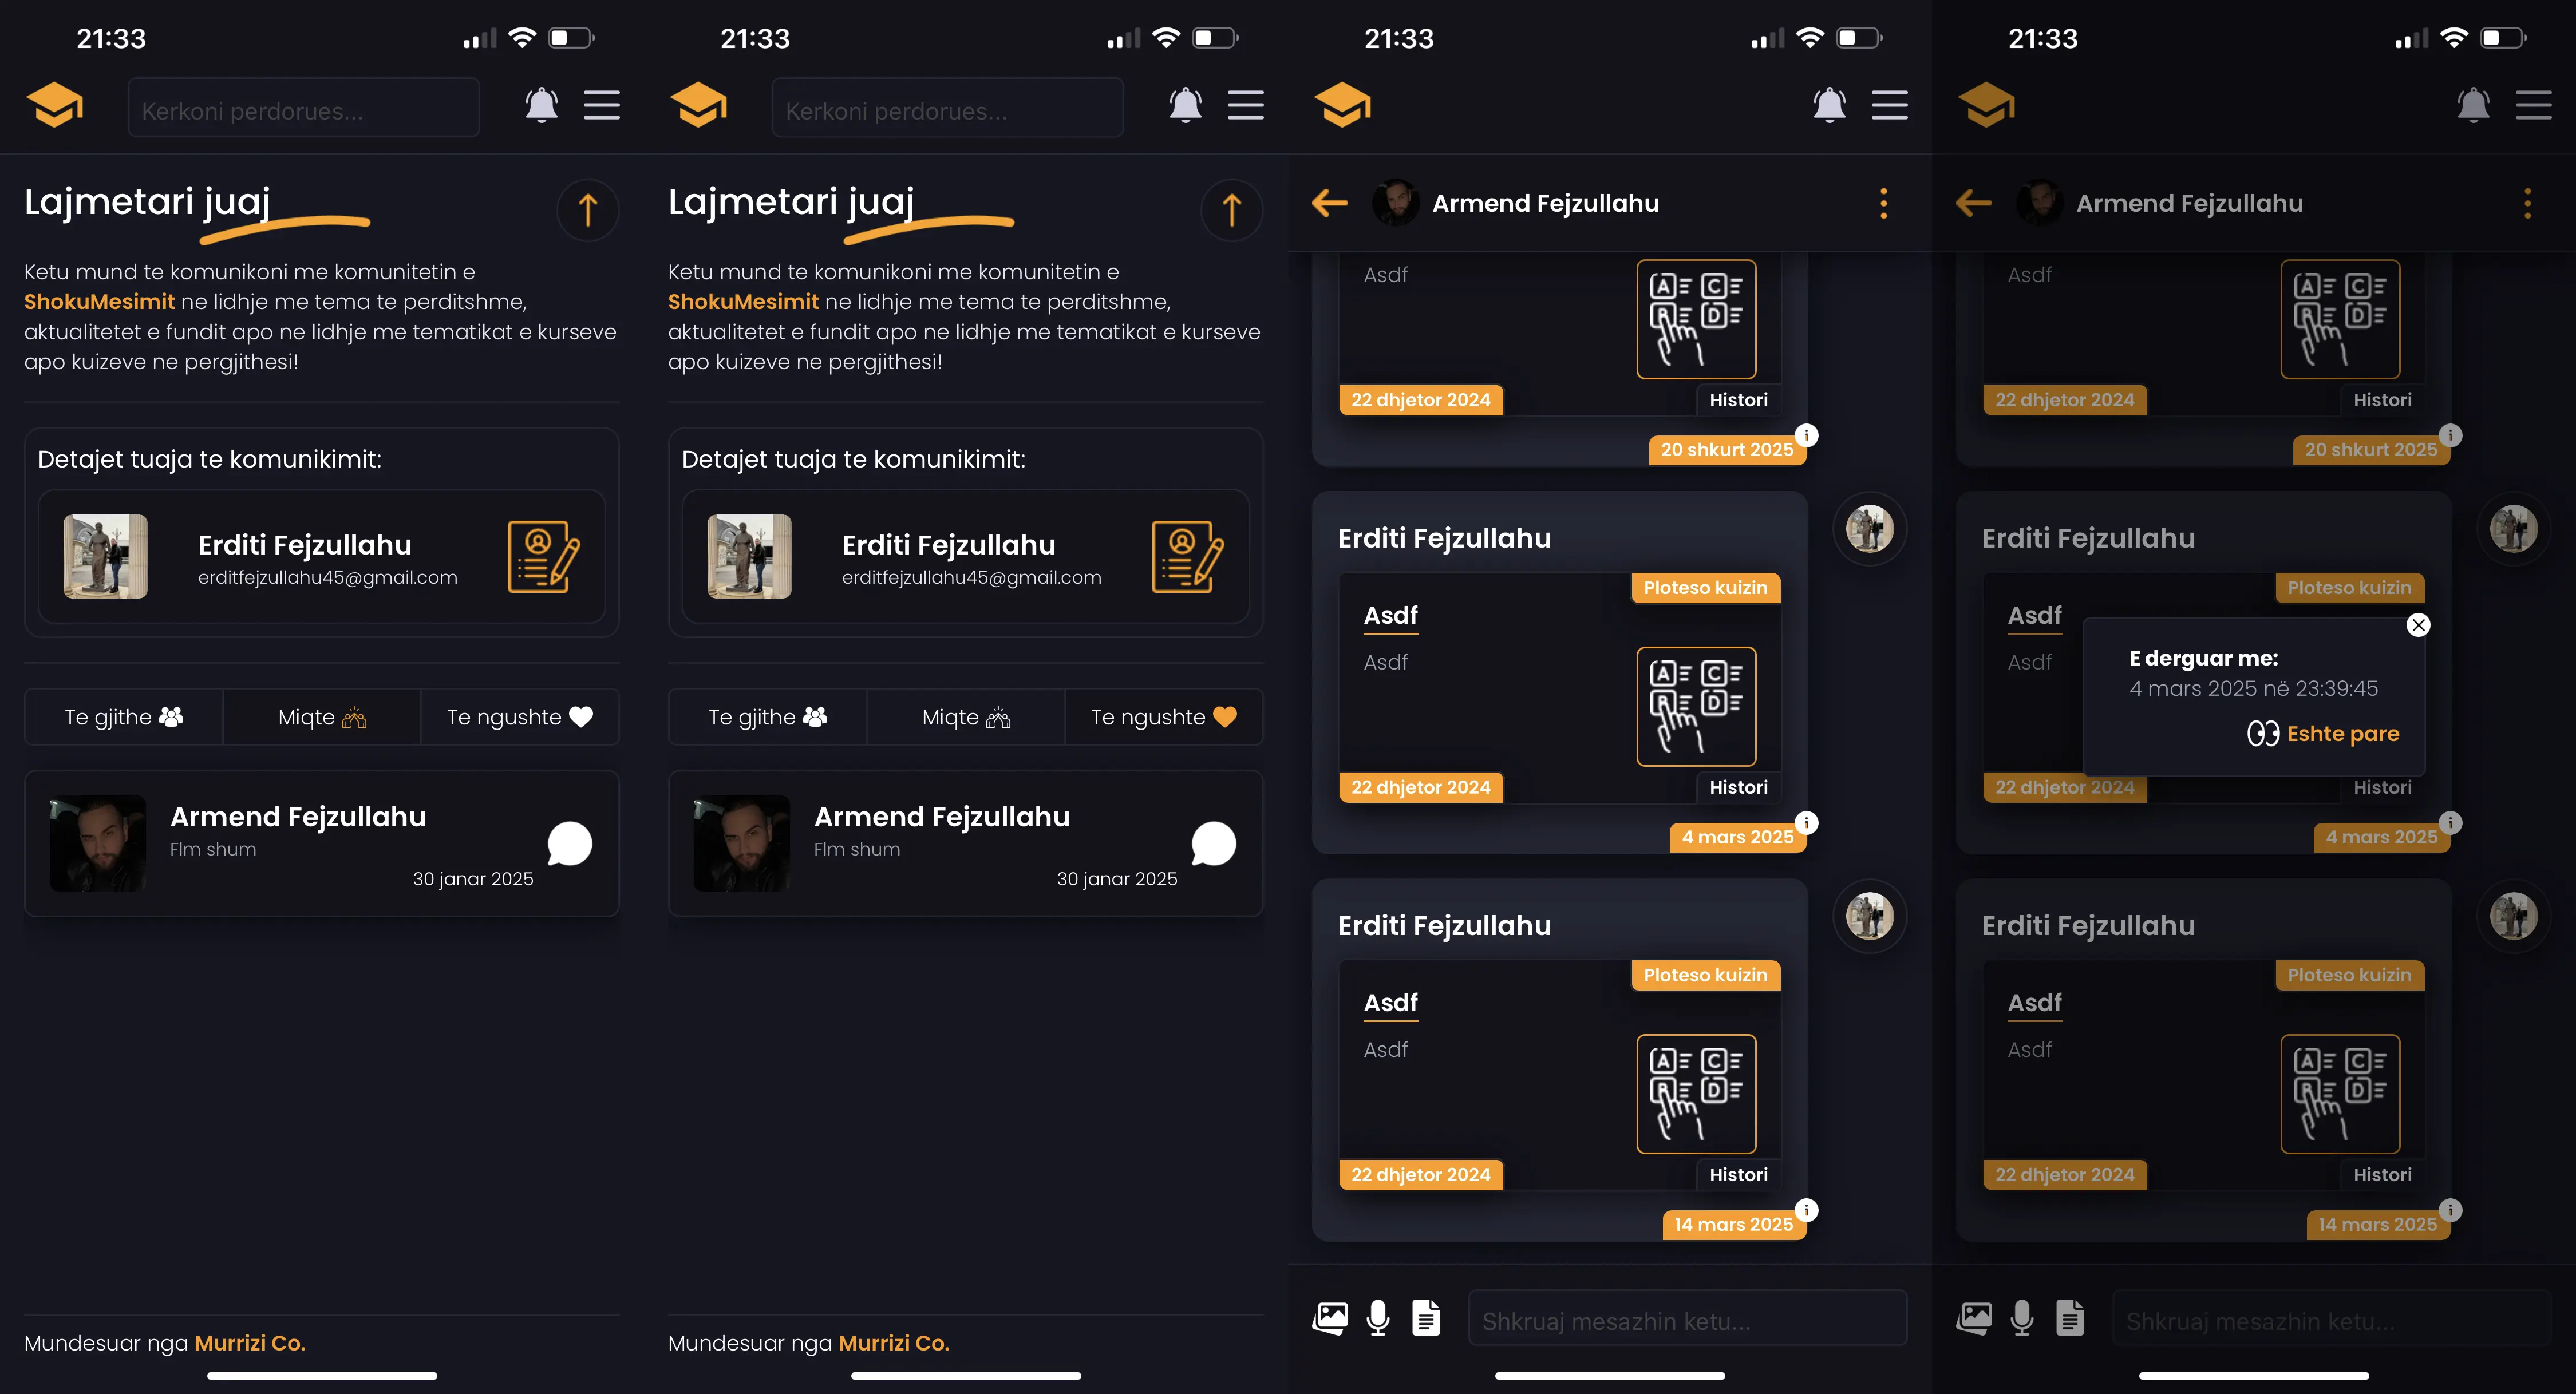 21:33
Kerkoni perdorues...
Lajmetari juaj
Ketu mund te komunikoni me komunitetin e
ShokuMesimit ne lidhje me tema te perditshme,
aktualitetet e fundit apo ne lidhje me tematikat e kurseve
apo kuizeve ne pergjithesi!
Detajet tuaja te komunikimit:
Erditi Fejzullahu
erditfejzullahu45@gmail.com
Te gjithe
Miqte
Te ngushte
Armend Fejzullahu
Flm shum
30 janar 2025
Mundesuar nga Murrizi Co.
21:33
Kerkoni perdorues...
Lajmetari juaj
Ketu mund te komunikoni me komunitetin e
ShokuMesimit ne lidhje me tema te perditshme,
aktualitetet e fundit apo ne lidhje me tematikat e kurseve
apo kuizeve ne pergjithesi!
Detajet tuaja te komunikimit:
Erditi Fejzullahu
erditfejzullahu45@gmail.com
Te gjithe
Miqte
Te ngushte
Armend Fejzullahu
Flm shum
30 janar 2025
Mundesuar nga Murrizi Co.
21:33
Armend Fejzullahu
Asdf
A C
B D
22 dhjetor 2024
Histori
20 shkurt 2025
Erditi Fejzullahu
Ploteso kuizin
Asdf
Asdf
A C
B D
22 dhjetor 2024
Histori
4 mars 2025
Erditi Fejzullahu
Ploteso kuizin
Asdf
Asdf
A C
B D
22 dhjetor 2024
Histori
14 mars 2025
Shkruaj mesazhin ketu...
21:33
Armend Fejzullahu
Asdf
A C
B D
22 dhjetor 2024
Histori
20 shkurt 2025
Erditi Fejzullahu
Ploteso kuizin
Asdf
Asdf
E derguar me:
4 mars 2025 në 23:39:45
Eshte pare
22 dhjetor 2024
Histori
4 mars 2025
Erditi Fejzullahu
Ploteso kuizin
Asdf
Asdf
A C
B D
22 dhjetor 2024
Histori
14 mars 2025
Shkruaj mesazhin ketu...